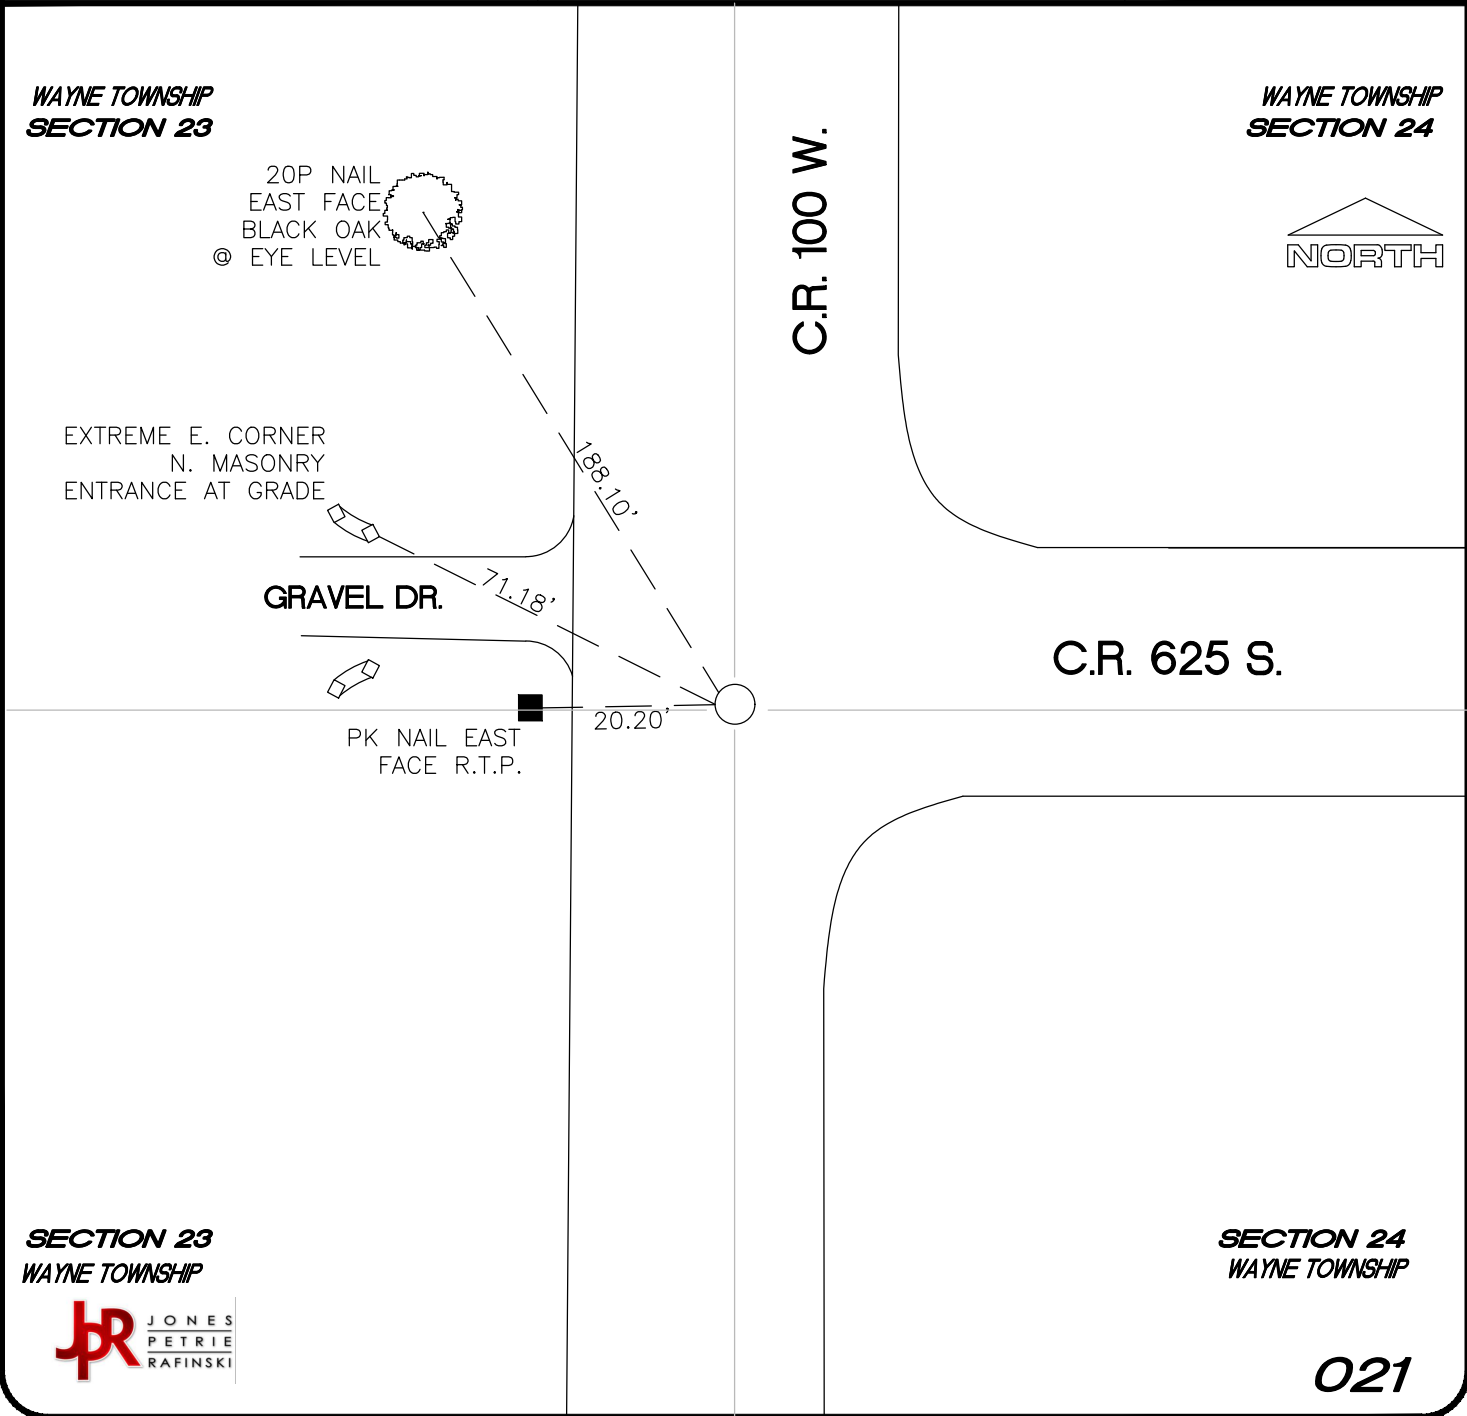 WAYNE TOWNSHIP
SECTION 23
WAYNE TOWNSHIP
SECTION 24
20P NAIL
EAST FACE
BLACK OAK
@ EYE LEVEL
C.R. 100 W.
NORTH
EXTREME E. CORNER
N. MASONRY
ENTRANCE AT GRADE
188.10'
71.18'
GRAVEL DR.
C.R. 625 S.
20.20'
PK NAIL EAST
FACE R.T.P.
SECTION 23
WAYNE TOWNSHIP
SECTION 24
WAYNE TOWNSHIP
JPR
JONES
PETRIE
RAFINSKI
021